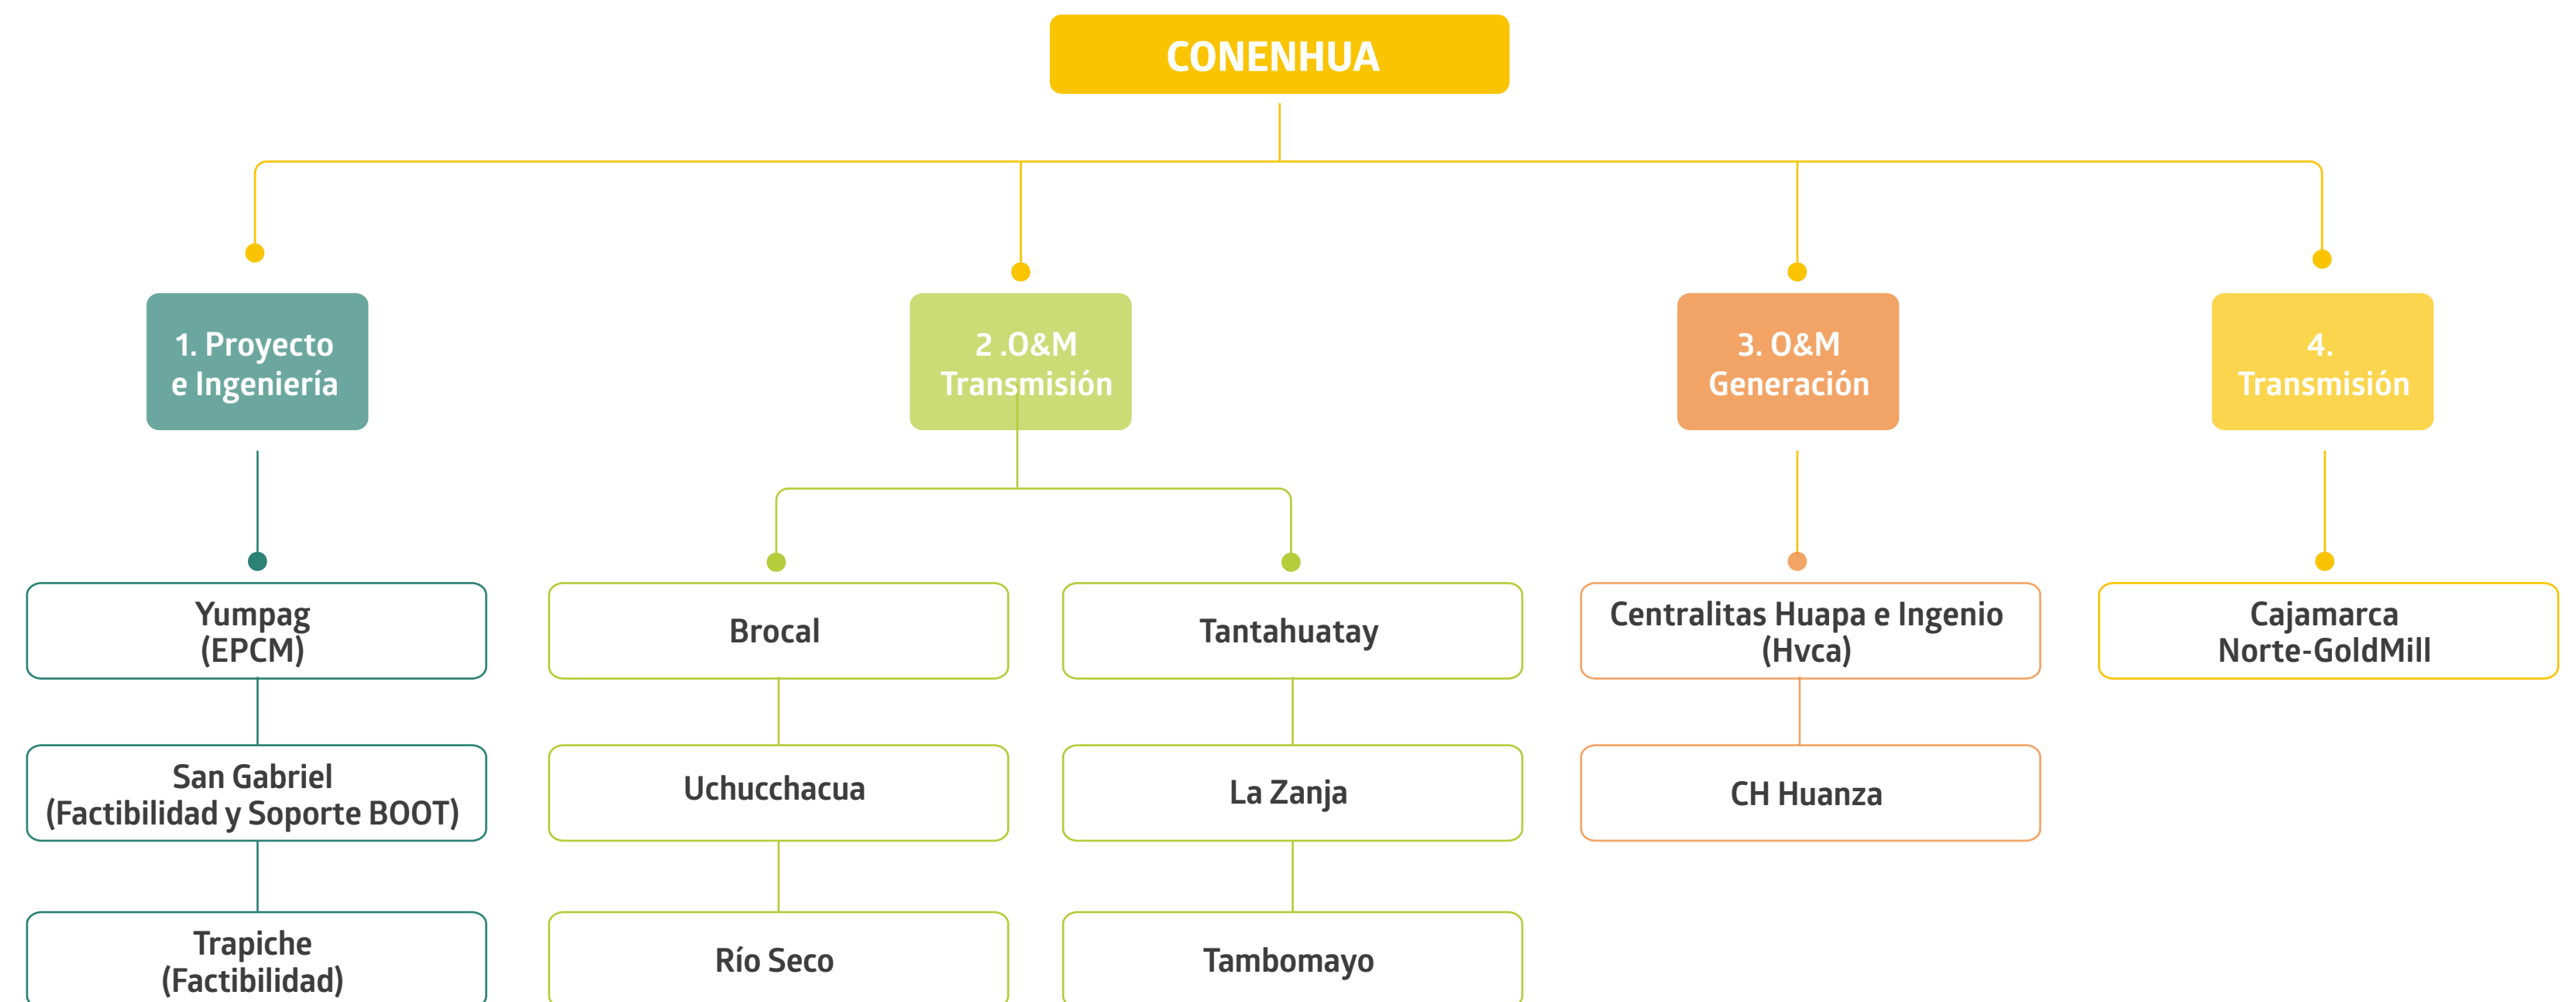 CONENHUA
1. Proyecto
e Ingeniería
2 .O&M
Transmisión
3. O&M
Generación
4.
Transmisión
Yumpag
(EPCM)
Brocal
Tantahuatay
Centralitas Huapa e Ingenio
(Hvca)
Cajamarca
Norte-GoldMill
San Gabriel
(Factibilidad y Soporte BOOT)
Uchucchacua
La Zanja
CH Huanza
Trapiche
(Factibilidad)
Río Seco
Tambomayo